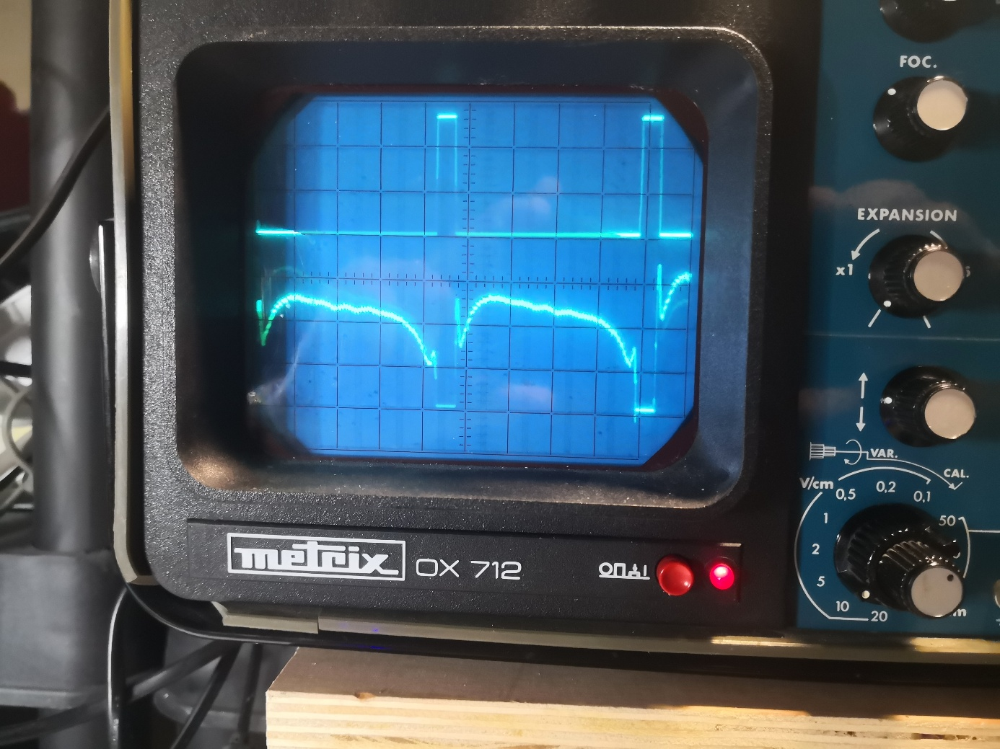 FOC.
EXPANSION
x1
5
VAR.
CAL.
V/cm
0,5
0,2
0,1
1
50
2
5
10
20
m
metrix OX 712